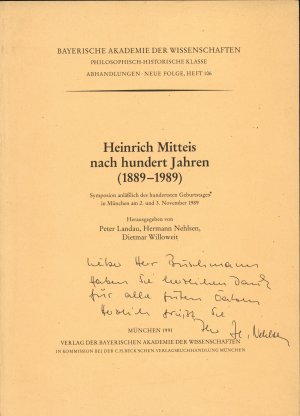 BAYERISCHE AKADEMIE DER WISSENSCHAFTEN
PHILOSOPHISCH-HISTORISCHE KLASSE
ABHANDLUNGEN · NEUE FOLGE, HEFT 106
Heinrich Mitteis
nach hundert Jahren
(1889–1989)
Symposion anläßlich des hundertsten Geburtstages
in München am 2. und 3. November 1989
Herausgegeben von
Peter Landau, Hermann Nehlsen,
Dietmar Willoweit
Lieber Herr Buschmann
Haben Sie herzlichen Dank
für alle guten
Herzlich grüßt Sie
Ihr H. Nehlsen
MÜNCHEN 1991
VERLAG DER BAYERISCHEN AKADEMIE DER WISSENSCHAFTEN
IN KOMMISSION BEI DER C.H.BECK'SCHEN VERLAGSBUCHHANDLUNG MÜNCHEN